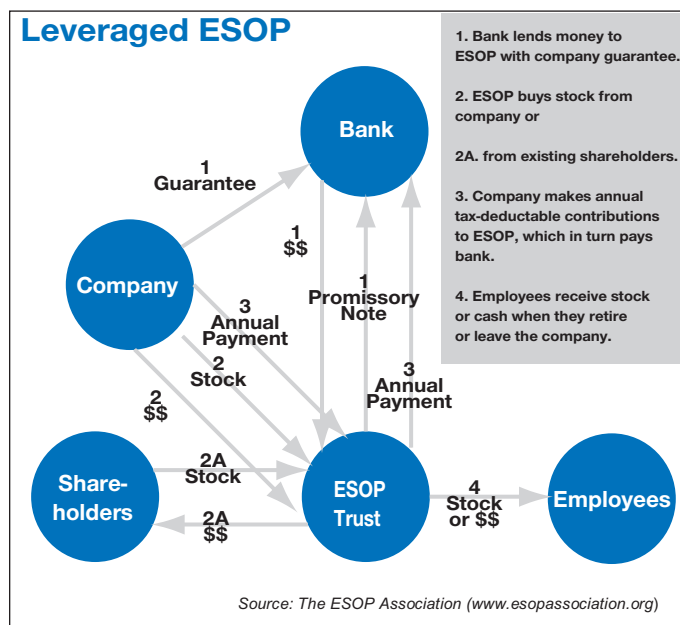 Leveraged ESOP
1. Bank lends money to
ESOP with company guarantee.
2. ESOP buys stock from
company or
2A. from existing shareholders.
3. Company makes annual
tax-deductable contributions
to ESOP, which in turn pays
bank.
4. Employees receive stock
or cash when they retire
or leave the company.
Bank
1
Guarantee
1
$$
Company
1
Promissory
Note
3
Annual
Payment
2
Stock
3
Annual
Payment
2
$$
2A
Stock
Share-
holders
ESOP
Trust
4
Stock
or $$
Employees
2A
$$
Source: The ESOP Association (www.esopassociation.org)